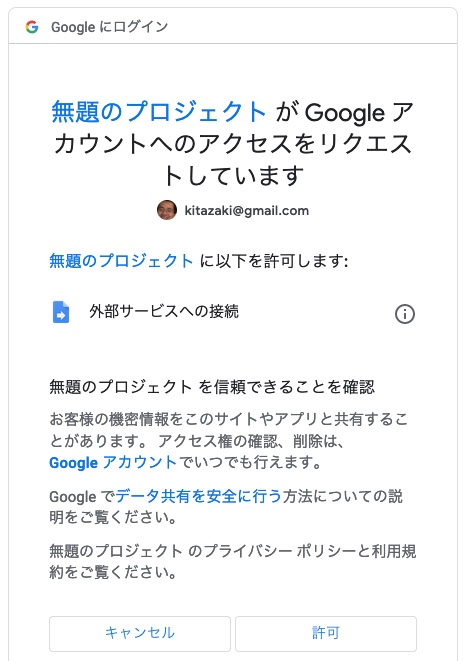 Google にログイン
無題のプロジェクト が Google ア
カウントへのアクセスをリクエス
トしています
kitazaki@gmail.com
無題のプロジェクト に以下を許可します:
外部サービスへの接続
無題のプロジェクト を信頼できることを確認
お客様の機密情報をこのサイトやアプリと共有するこ
とがあります。 アクセス権の確認、削除は、
Google アカウントでいつでも行えます。
Google でデータ共有を安全に行う方法についての説
明をご覧ください。
無題のプロジェクト のプライバシー ポリシーと利用規
約をご覧ください。
キャンセル
許可